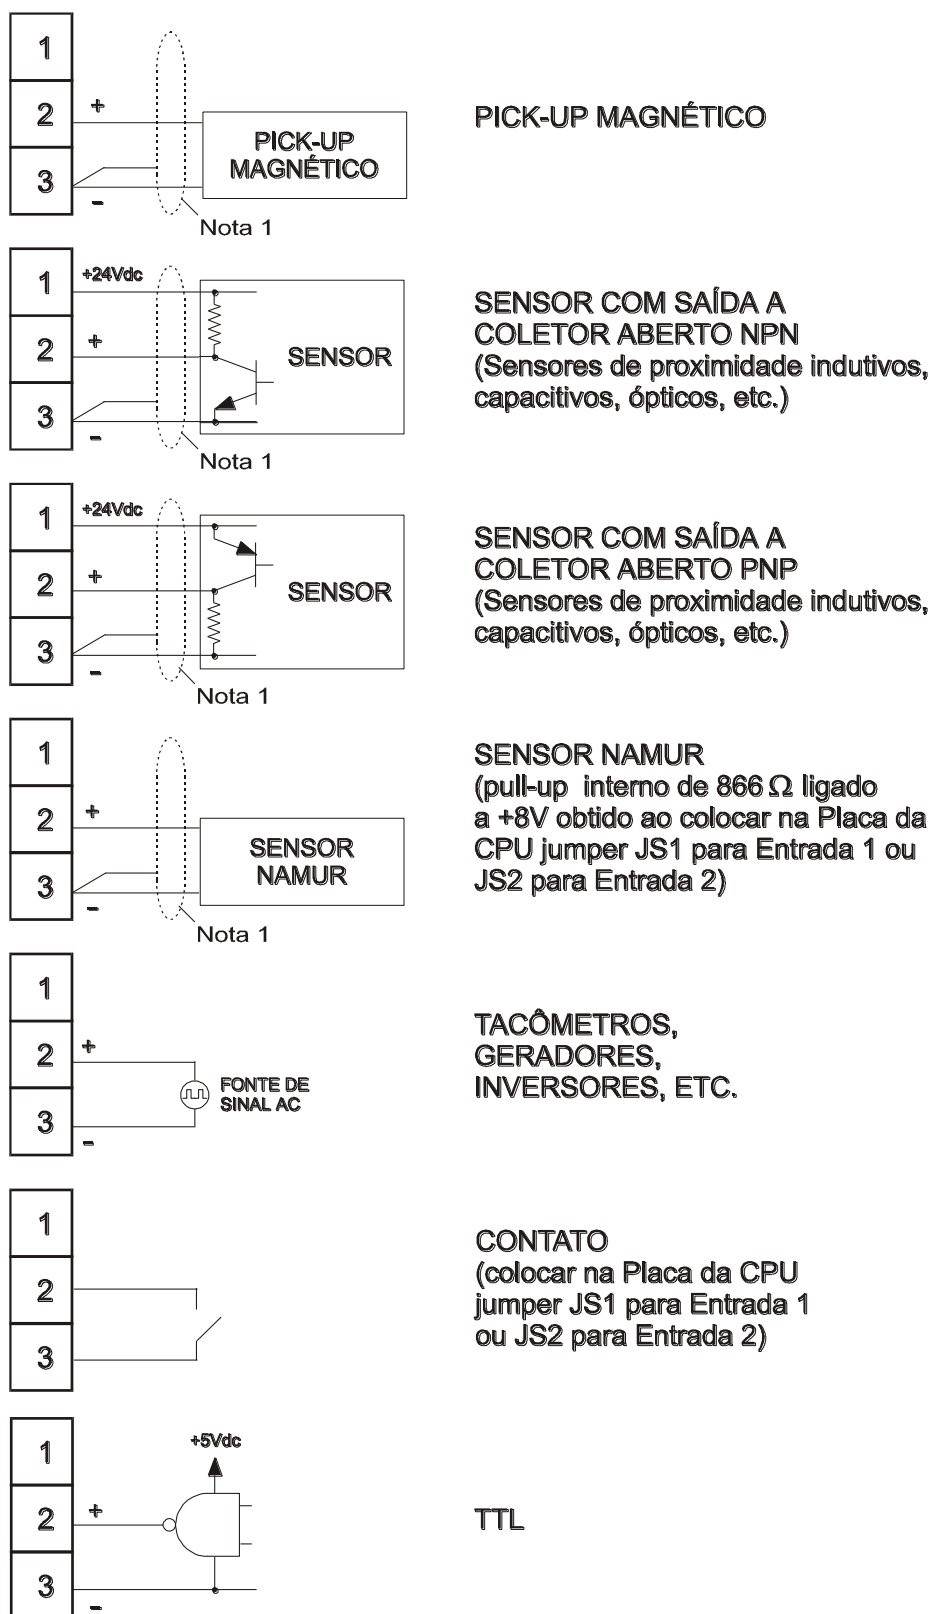 1
2
3
+
-
PICK-UP
MAGNÉTICO
Nota 1
PICK-UP MAGNÉTICO
1
2
3
+24Vdc
+
-
SENSOR
Nota 1
SENSOR COM SAÍDA A
COLETOR ABERTO NPN
(Sensores de proximidade indutivos,
capacitivos, ópticos, etc.)
1
2
3
+24Vdc
+
-
SENSOR
Nota 1
SENSOR COM SAÍDA A
COLETOR ABERTO PNP
(Sensores de proximidade indutivos,
capacitivos, ópticos, etc.)
1
2
3
+
-
SENSOR
NAMUR
Nota 1
SENSOR NAMUR
(pull-up interno de 866 Ω ligado
a +8V obtido ao colocar na Placa da
CPU jumper JS1 para Entrada 1 ou
JS2 para Entrada 2)
1
2
3
+
-
FONTE DE
SINAL AC
TACÔMETROS,
GERADORES,
INVERSORES, ETC.
1
2
3
CONTATO
(colocar na Placa da CPU
jumper JS1 para Entrada 1
ou JS2 para Entrada 2)
1
2
3
+5Vdc
+
-
TTL